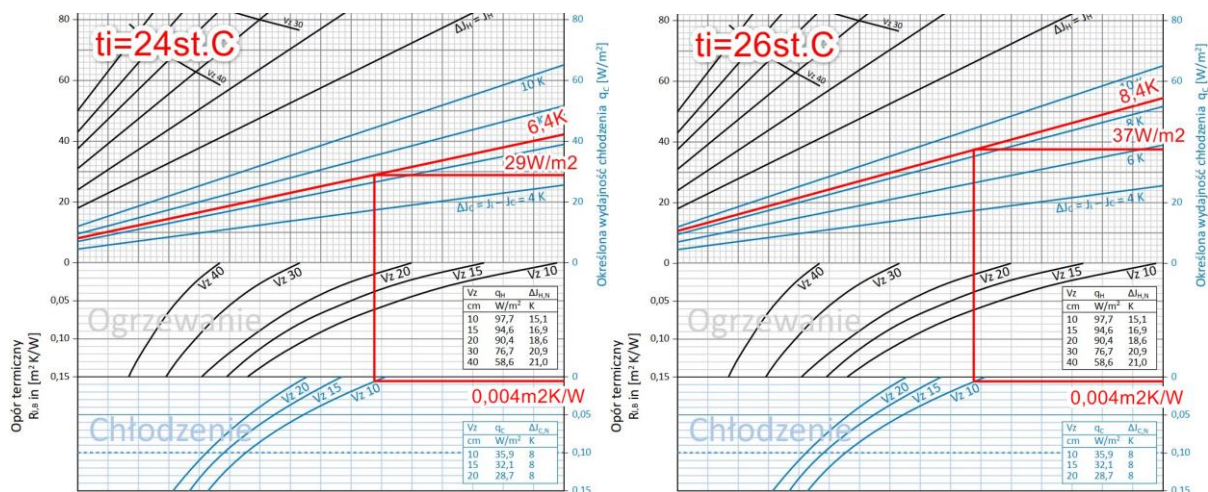 ti=24st.C
80
60
40
20
0
0,05
0,10
0,15
Opór termiczny
Rλ,B in [m² K/W]
Vz 30
Vz 40
ΔJH = JH
10 K
6,4K
29W/m2
ΔJC = Ji – JC = 4 K
80
60
40
20
0
0,05
0,10
0,15
Określona wydajność chłodzenia qC [W/m²]
Vz 40
Vz 30
Vz 20
Vz 15
Vz 10
Ogrzewanie
Vz qH ΔJH,N
cm W/m² K
10 97,7 15,1
15 94,6 16,9
20 90,4 18,6
30 76,7 20,9
40 58,6 21,0
0,004m2K/W
Vz 20
Vz 15
Vz 10
Chłodzenie
Vz qC ΔJC,N
cm W/m² K
10 35,9 8
15 32,1 8
20 28,7 8
ti=26st.C
80
60
40
20
0
0,05
0,10
0,15
Opór termiczny
Rλ,B in [m² K/W]
Vz 30
Vz 40
ΔJH = JH
8,4K
8 K
37W/m2
6 K
ΔJC = Ji – JC = 4 K
80
60
40
20
0
0,05
0,10
0,15
Określona wydajność chłodzenia qC [W/m²]
Vz 40
Vz 30
Vz 20
Vz 15
Vz 10
Ogrzewanie
Vz qH ΔJH,N
cm W/m² K
10 97,7 15,1
15 94,6 16,9
20 90,4 18,6
30 76,7 20,9
40 58,6 21,0
0,004m2K/W
Vz 20
Vz 15
Vz 10
Chłodzenie
Vz qC ΔJC,N
cm W/m² K
10 35,9 8
15 32,1 8
20 28,7 8